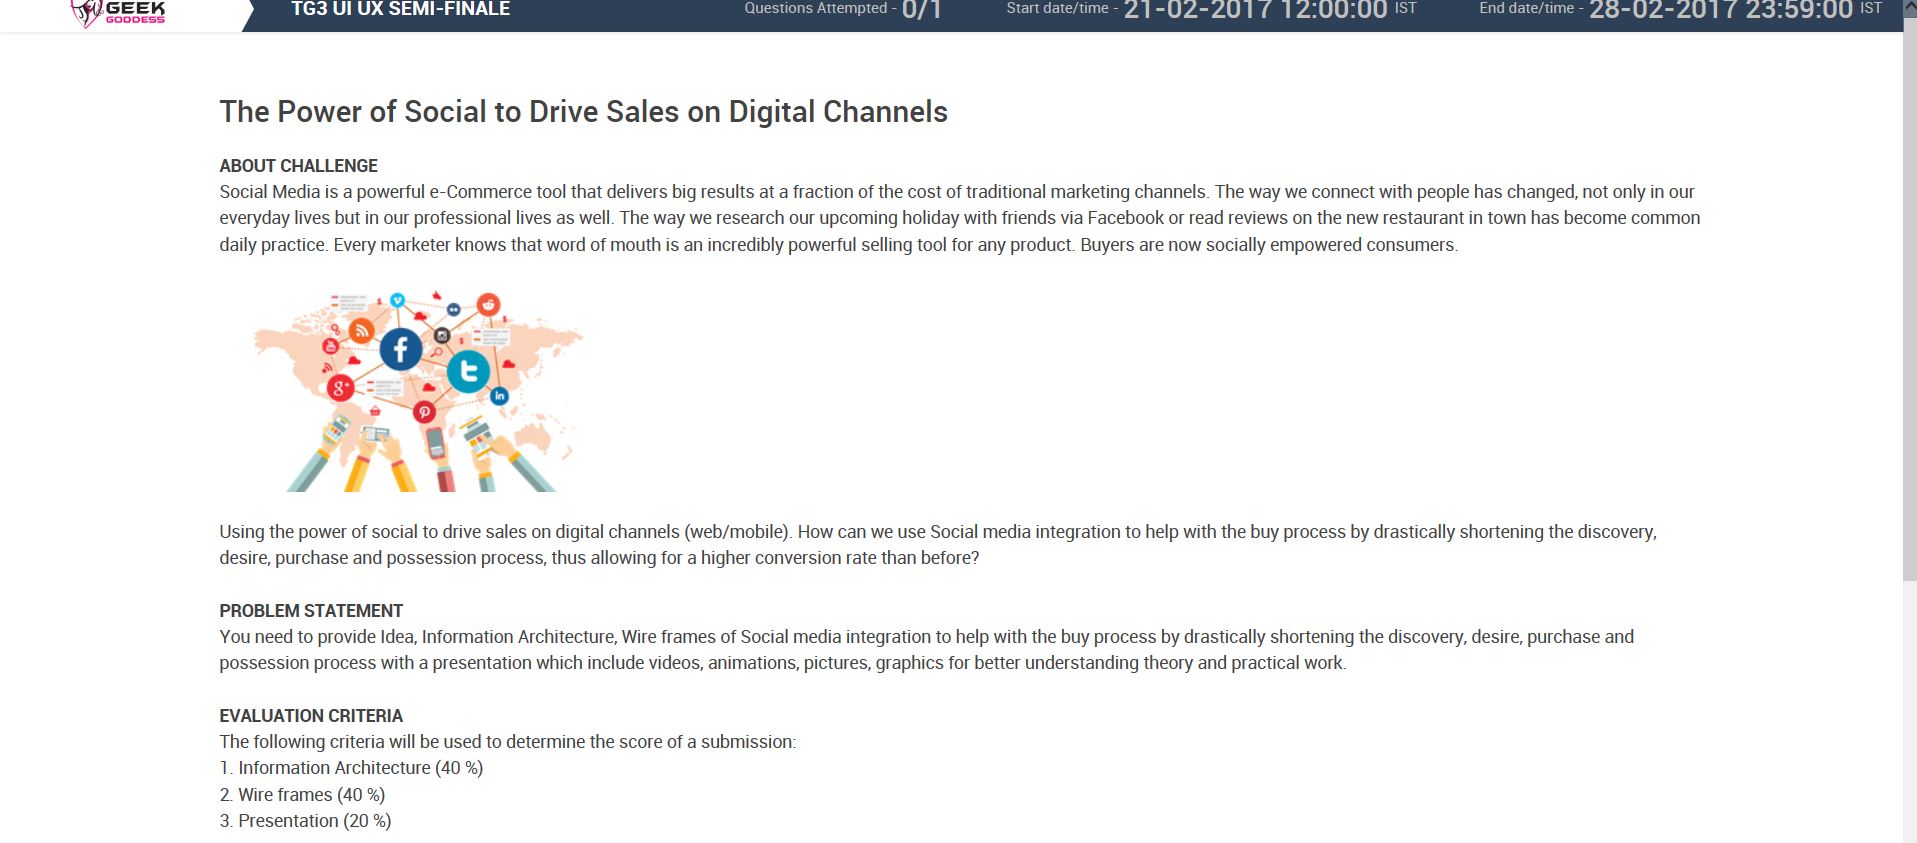 GEEK
GODDESS
TG3 UI UX SEMI-FINALE
Questions Attempted - 0/1
Start date/time - 21-02-2017 12:00:00 IST
End date/time - 28-02-2017 23:59:00 IST
The Power of Social to Drive Sales on Digital Channels
ABOUT CHALLENGE
Social Media is a powerful e-Commerce tool that delivers big results at a fraction of the cost of traditional marketing channels. The way we connect with people has changed, not only in our
everyday lives but in our professional lives as well. The way we research our upcoming holiday with friends via Facebook or read reviews on the new restaurant in town has become common
daily practice. Every marketer knows that word of mouth is an incredibly powerful selling tool for any product. Buyers are now socially empowered consumers.
Using the power of social to drive sales on digital channels (web/mobile). How can we use Social media integration to help with the buy process by drastically shortening the discovery,
desire, purchase and possession process, thus allowing for a higher conversion rate than before?
PROBLEM STATEMENT
You need to provide Idea, Information Architecture, Wire frames of Social media integration to help with the buy process by drastically shortening the discovery, desire, purchase and
possession process with a presentation which include videos, animations, pictures, graphics for better understanding theory and practical work.
EVALUATION CRITERIA
The following criteria will be used to determine the score of a submission:
1. Information Architecture (40 %)
2. Wire frames (40 %)
3. Presentation (20 %)